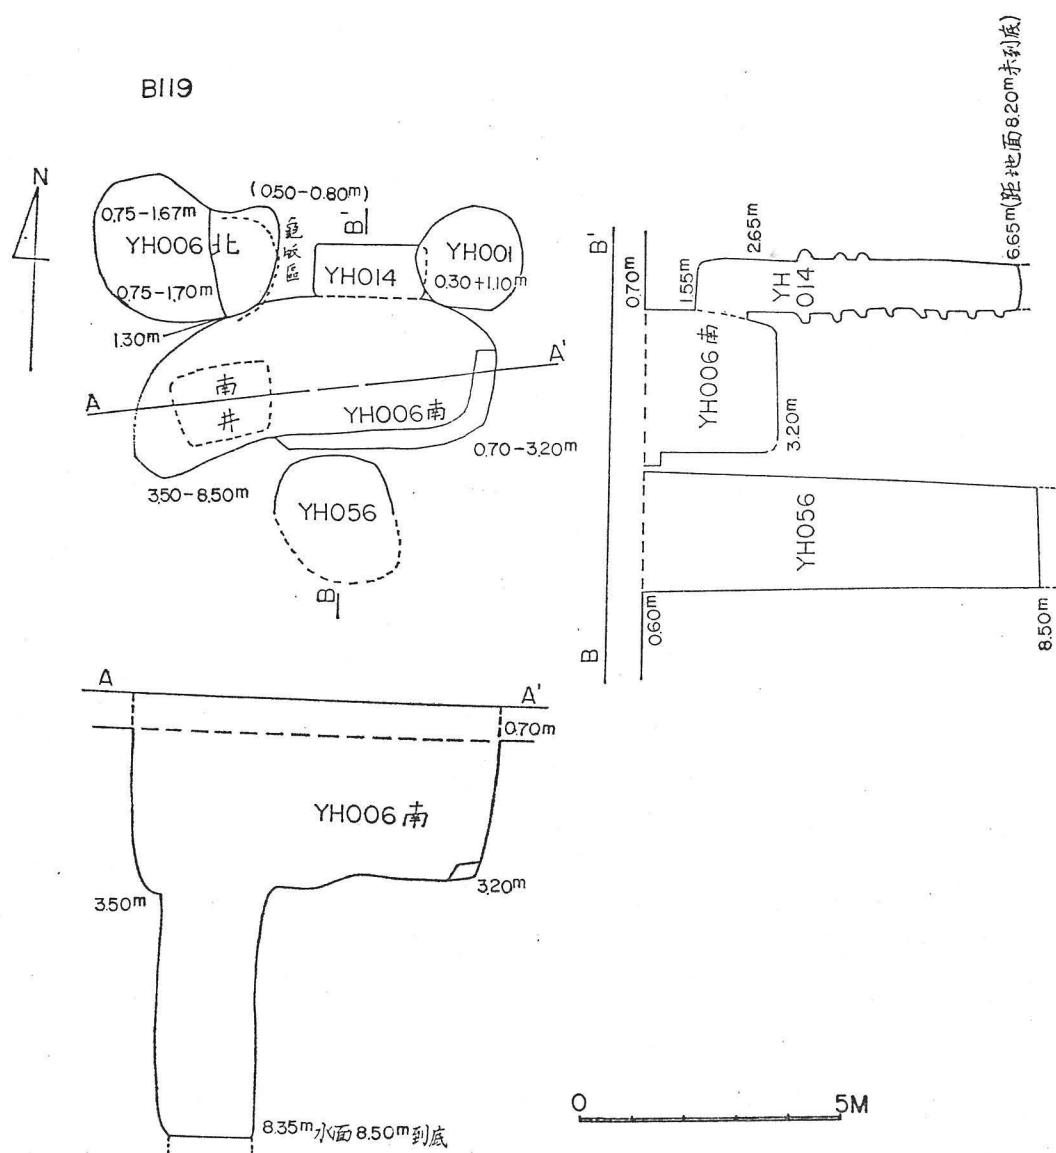 B119
N
(0.50-0.80m)
B'
0.75-1.67m
YH006北
龜版區
YH014
YH001
0.30+1.10m
0.75-1.70m
1.30m
A'
南井
A
YH006南
0.70-3.20m
3.50-8.50m
YH056
B
6.65m(距地面8.20m未到底)
B'
0.70m
1.55m
2.65m
YH014
YH006南
3.20m
YH056
B
0.60m
8.50m
A
A'
0.70m
YH006南
3.50m
3.20m
8.35m水面8.50m到底
0
5M